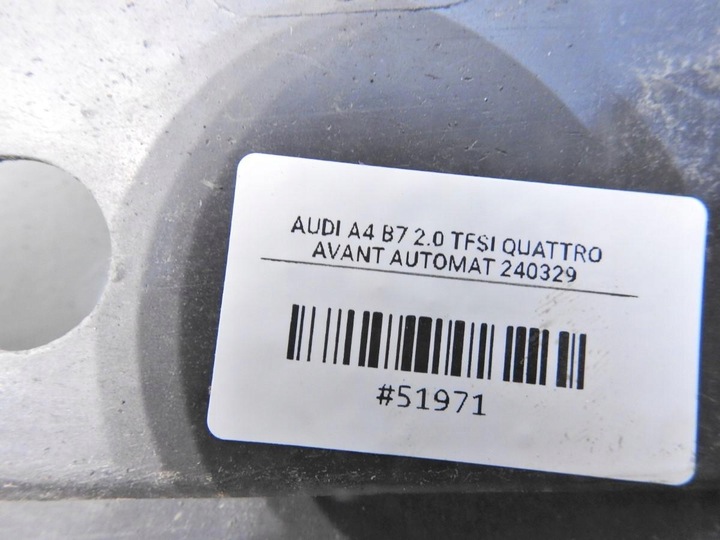 AUDI A4 B7 2.0 TFSI QUATTRO
AVANT AUTOMAT 240329
#51971